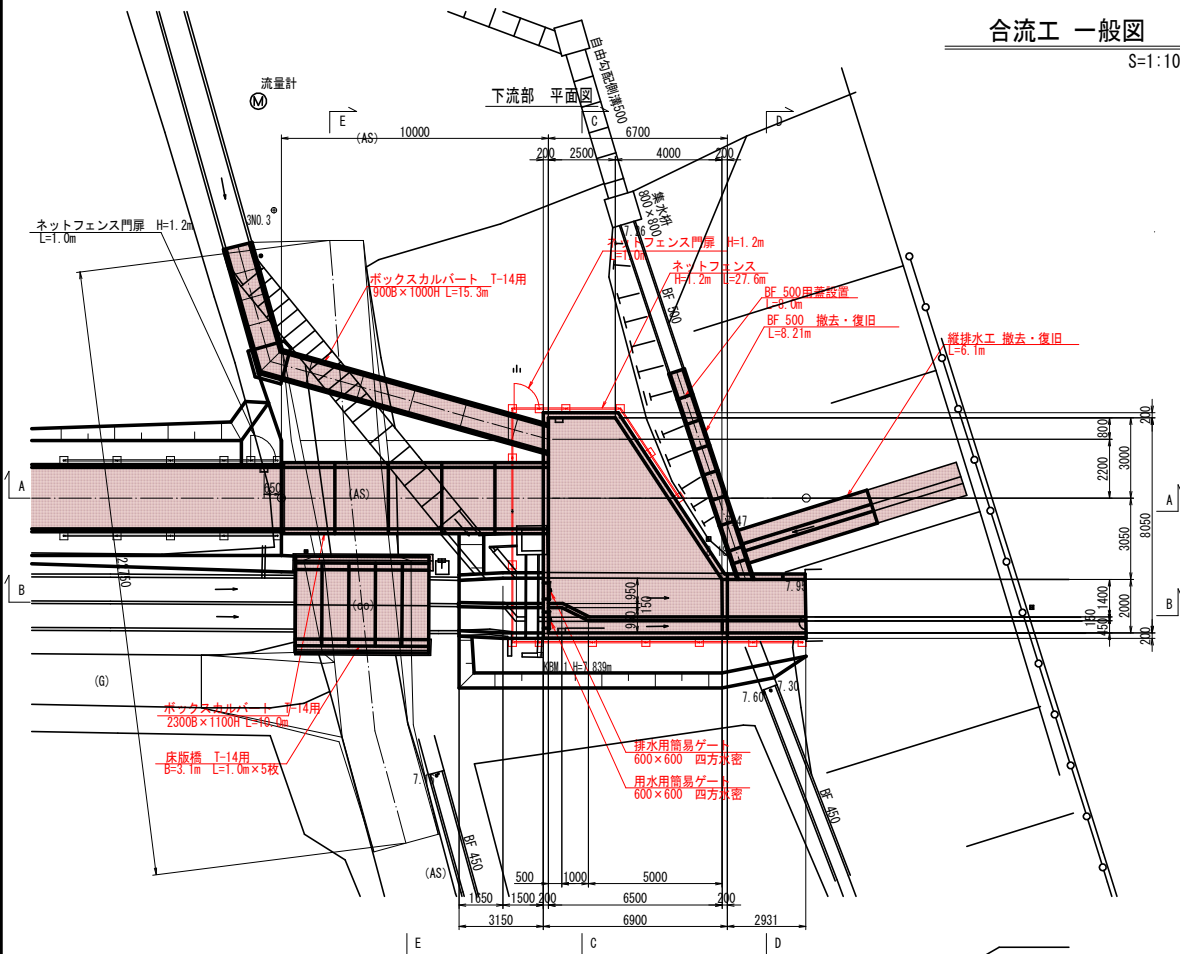 合流工 一般図
S=1:10
流量計
M
下流部 平面図
自由勾配側溝500
E
C
D
(AS)
10000
6700
200
2500
4000
200
集水枡
800×800
7.26
3NO.3
ネットフェンス門扉 H=1.2m
L=1.0m
ネットフェンス門扉 H=1.2m
L=1.0m
ボックスカルバート T-14用
900B×1000H L=15.3m
ネットフェンス
H=1.2m L=27.6m
BF 500
BF 500用蓋設置
L=3.0m
BF 500 撤去・復旧
L=8.21m
縦排水工 撤去・復旧
L=6.1m
200
800
2200
3000
3050
8050
1400
2000
150
450
200
A
650
(AS)
A
B
B
7.95
950
150
(G)
KBM.1 H=7.839m
7.30
7.60
ボックスカルバート T-14用
2300B×1100H L=10.0m
床版橋 T-14用
B=3.1m L=1.0m×5枚
排水用簡易ゲート
600×600 四方水密
用水用簡易ゲート
600×600 四方水密
BF 450
BF 450
(AS)
500
1000
5000
1650
1500
200
6500
200
3150
6900
2931
E
C
D